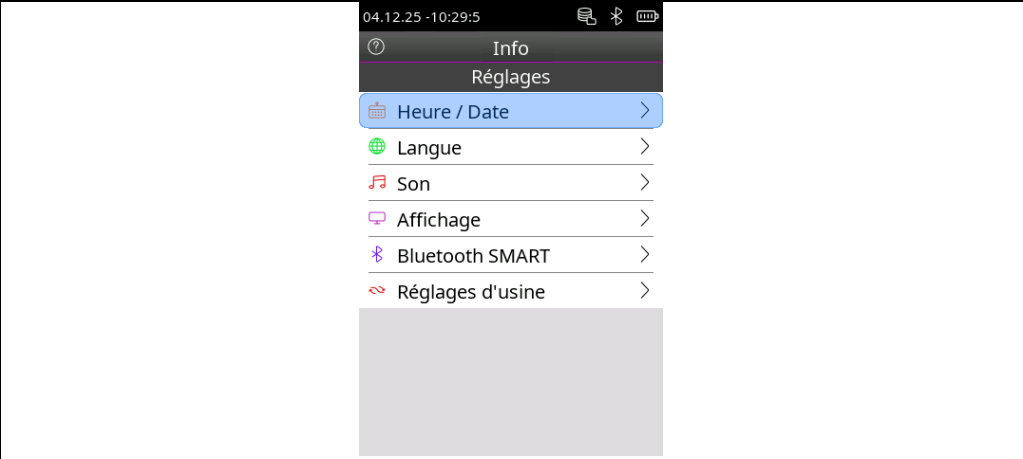 04.12.25 -10:29:5
Info
Réglages
Heure / Date
Langue
Son
Affichage
Bluetooth SMART
Réglages d'usine